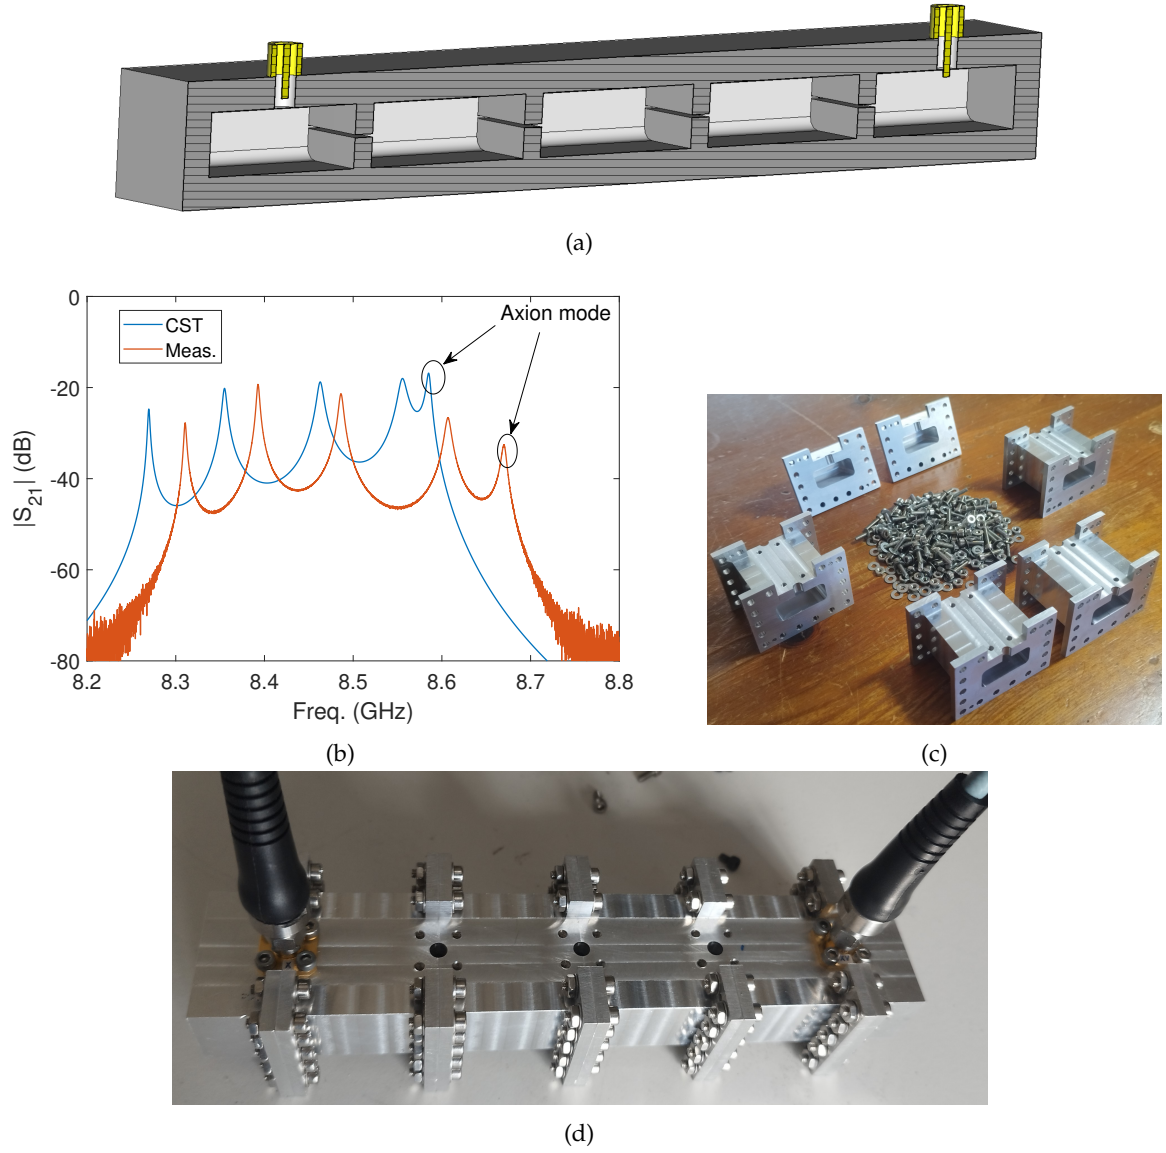 (a)
0
-20
-40
-60
-80
|S21| (dB)
CST
Meas.
Axion mode
8.2 8.3 8.4 8.5 8.6 8.7 8.8
Freq. (GHz)
(b)
(c)
(d)